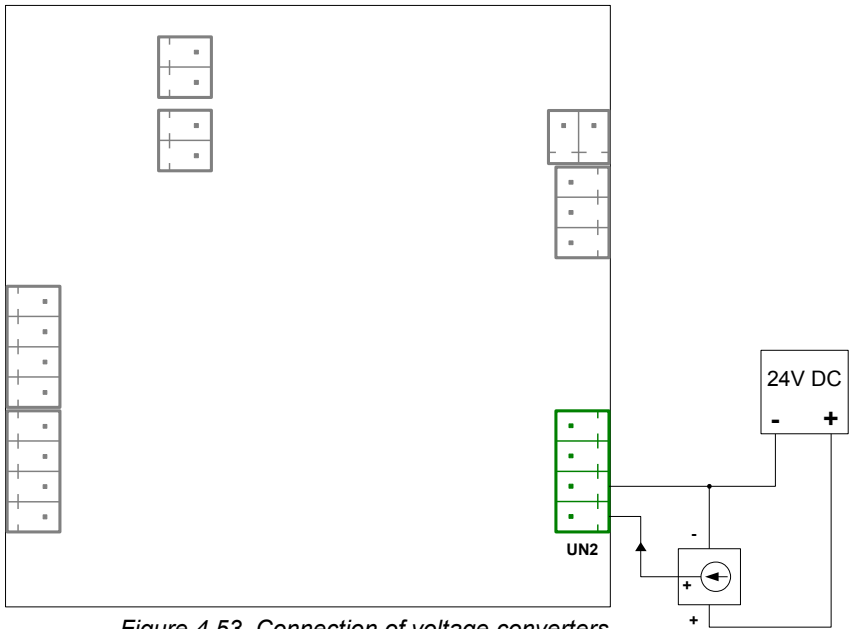 24V DC
- +
UN2
-
+
+
Figure 4.53. Connection of voltage converters